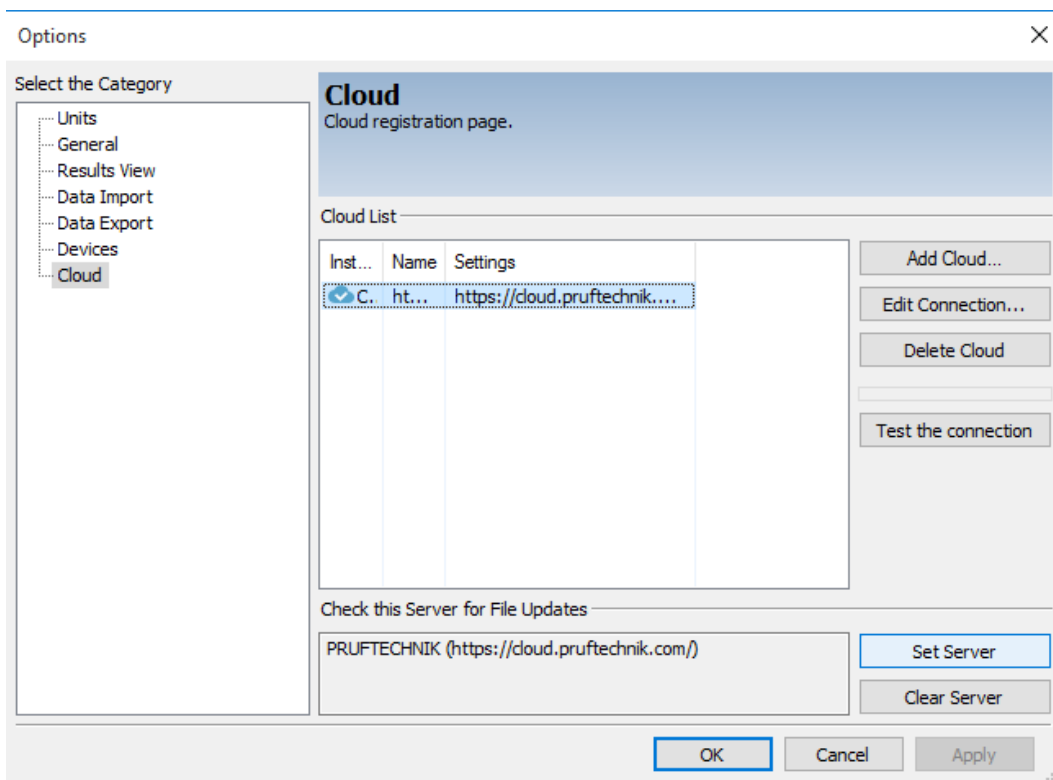 Options
Select the Category
Units
General
Results View
Data Import
Data Export
Devices
Cloud
Cloud
Cloud registration page.
Cloud List
Inst... Name Settings
C. ht... https://cloud.pruftechnik....
Add Cloud...
Edit Connection...
Delete Cloud
Test the connection
Check this Server for File Updates
PRUFTECHNIK (https://cloud.pruftechnik.com/)
Set Server
Clear Server
OK Cancel Apply